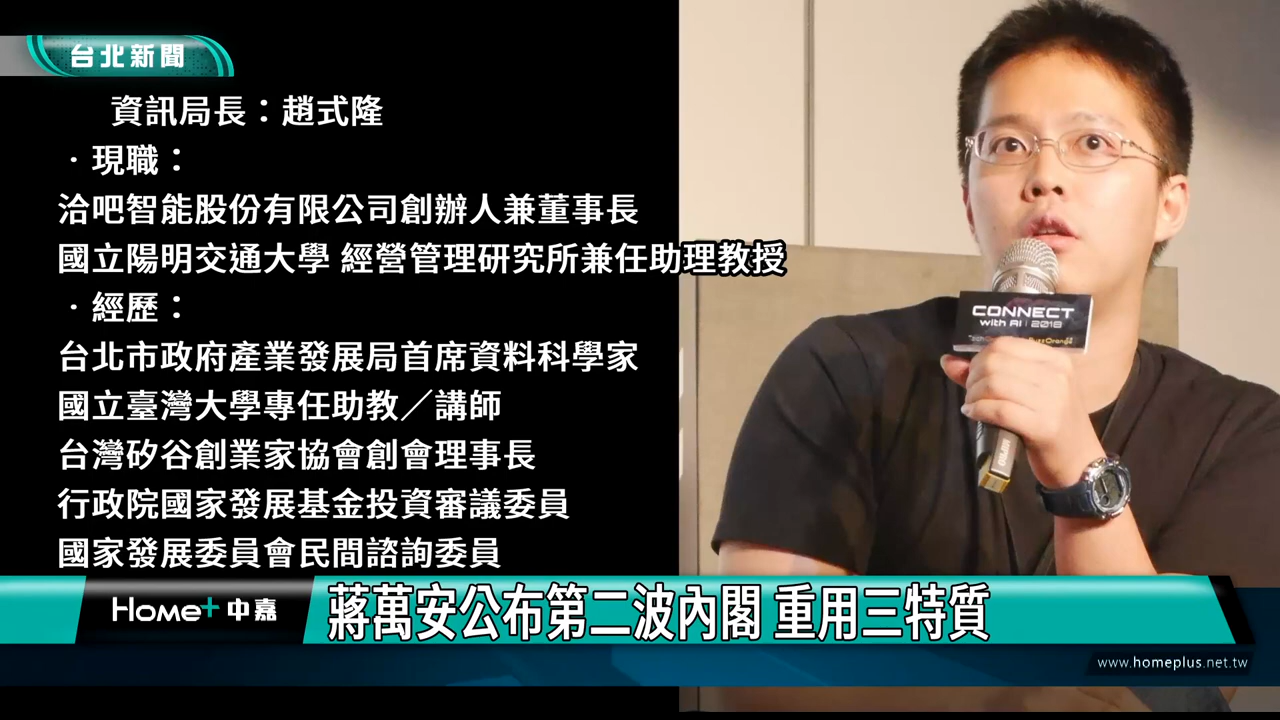 台北新聞
資訊局長：趙式隆
．現職：
洽吧智能股份有限公司創辦人兼董事長
國立陽明交通大學 經營管理研究所兼任助理教授
．經歷：
台北市政府產業發展局首席資料科學家
國立臺灣大學專任助教／講師
台灣矽谷創業家協會創會理事長
行政院國家發展基金投資審議委員
國家發展委員會民間諮詢委員
CONNECT
with AI | 2018
BuzzOrange
Home+中嘉
蔣萬安公布第二波內閣 重用三特質
www.homeplus.net.tw